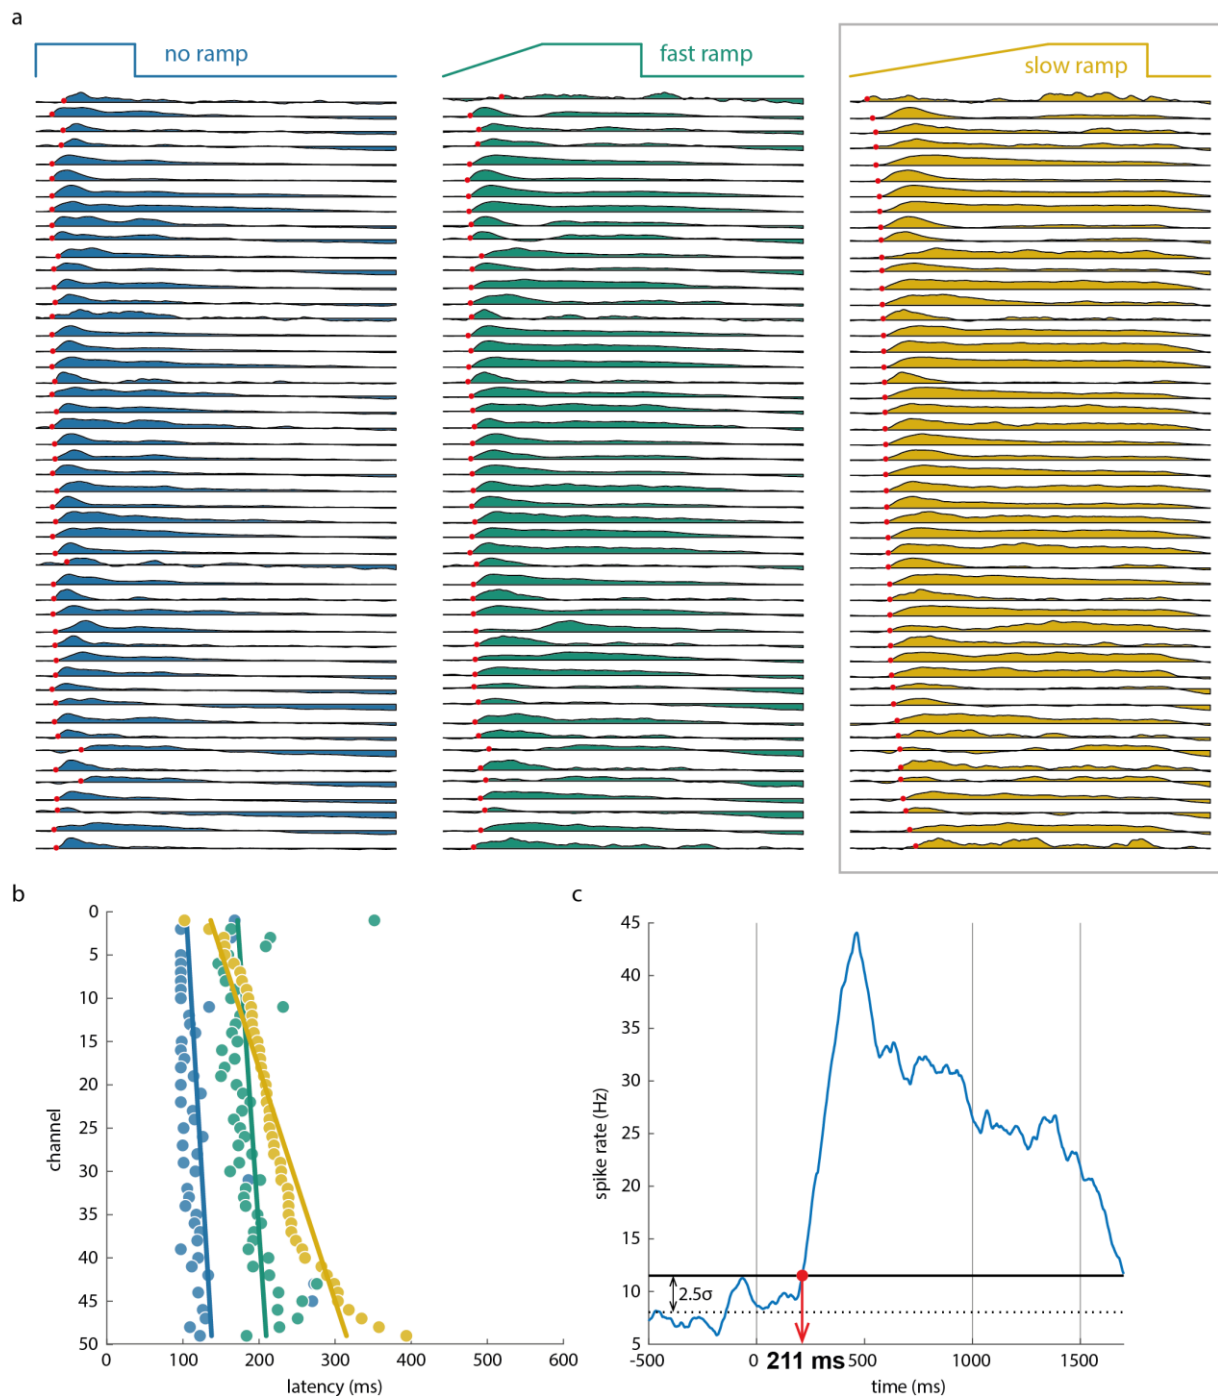 a
no ramp
fast ramp
slow ramp
b
0
5
10
15
20
25
30
35
40
45
50
channel
0 100 200 300 400 500 600
latency (ms)
c
45
40
35
30
25
20
15
10
5
spike rate (Hz)
2.5σ
-500 0 211 ms 500 1000 1500
time (ms)